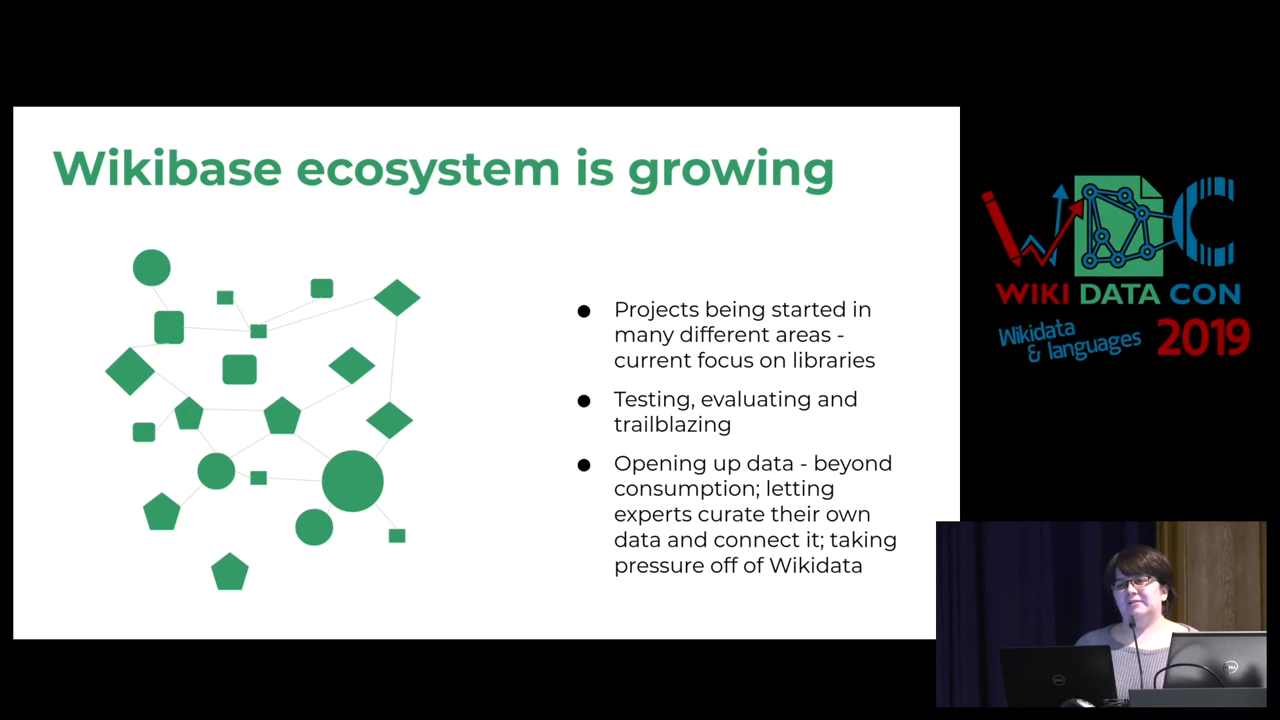 Wikibase ecosystem is growing
● Projects being started in
many different areas -
current focus on libraries
● Testing, evaluating and
trailblazing
● Opening up data - beyond
consumption; letting
experts curate their own
data and connect it; taking
pressure off of Wikidata
WDC
WIKI DATA CON
Wikidata
& languages
2019
DELL